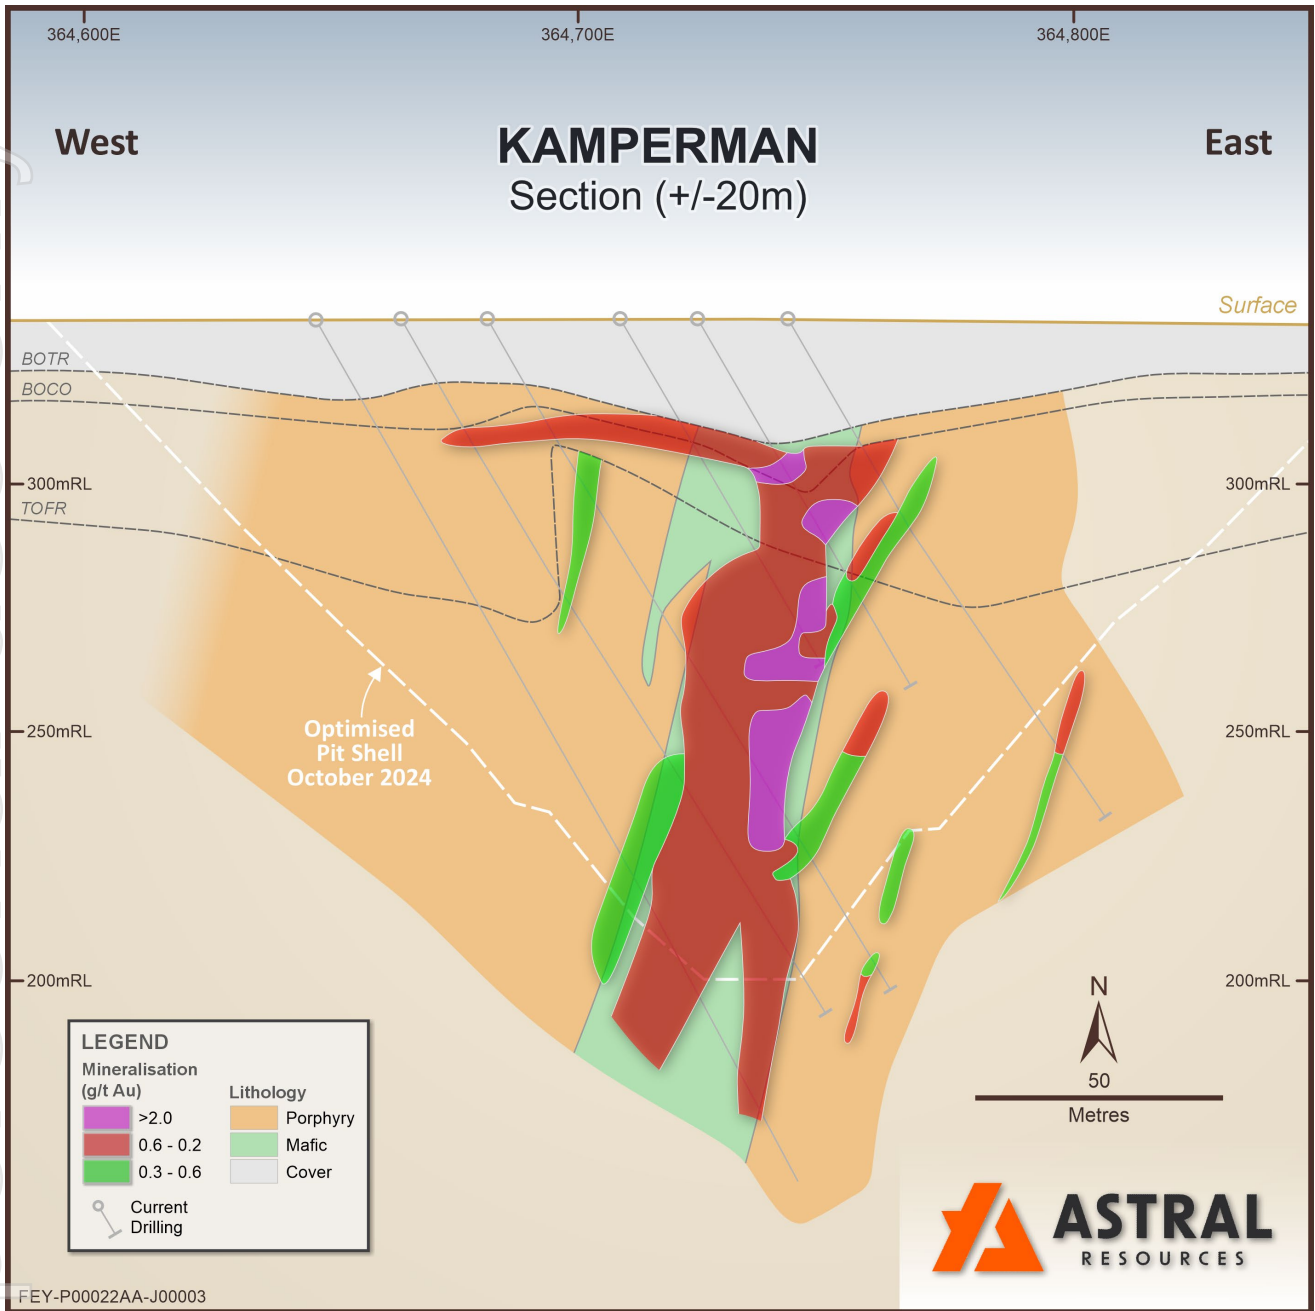 364,600E
364,700E
364,800E
West
KAMPERMAN
East
Section (+/-20m)
Surface
BOTR
BOCO
300mRL
300mRL
TOFR
250mRL
250mRL
Optimised
Pit Shell
October 2024
200mRL
200mRL
N
50
Metres
LEGEND
Mineralisation
(g/t Au)
>2.0
0.6 - 0.2
0.3 - 0.6
Current
Drilling
Lithology
Porphyry
Mafic
Cover
ASTRAL
RESOURCES
FEY-P00022AA-J00003